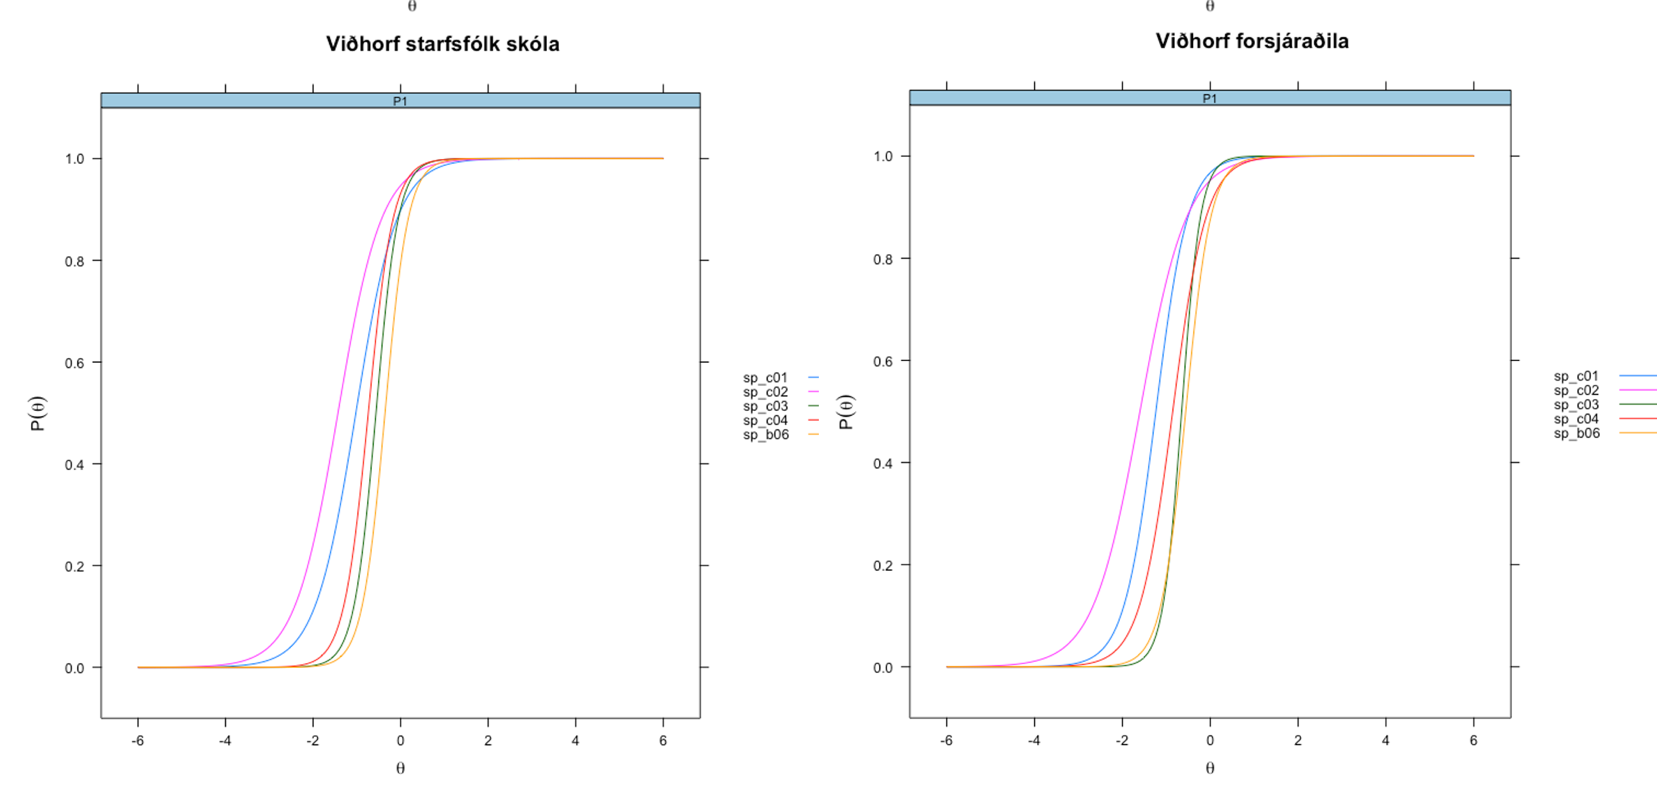 θ
Viðhorf starfsfólk skóla
P1
1.0
0.8
0.6
0.4
0.2
0.0
P(θ)
-6 -4 -2 0 2 4 6
θ
sp_c01
sp_c02
sp_c03
sp_c04
sp_b06
θ
Viðhorf forsjáraðila
P1
1.0
0.8
0.6
0.4
0.2
0.0
P(θ)
-6 -4 -2 0 2 4 6
θ
sp_c01
sp_c02
sp_c03
sp_c04
sp_b06